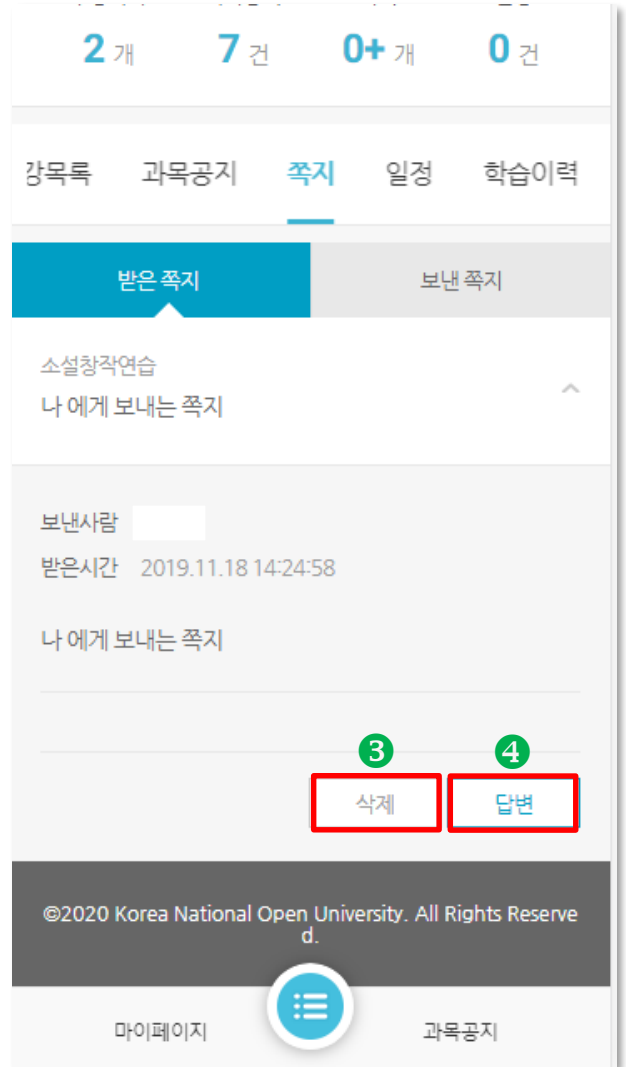 2 개 7 건 0+ 개 0 건
강목록 과목공지 쪽지 일정 학습이력
받은 쪽지 보낸 쪽지
소설창작연습
나 에게 보내는 쪽지
보낸사람
받은시간 2019.11.18 14:24:58
나 에게 보내는 쪽지
3 4
삭제 답변
©2020 Korea National Open University. All Rights Reserve
d.
마이페이지 과목공지